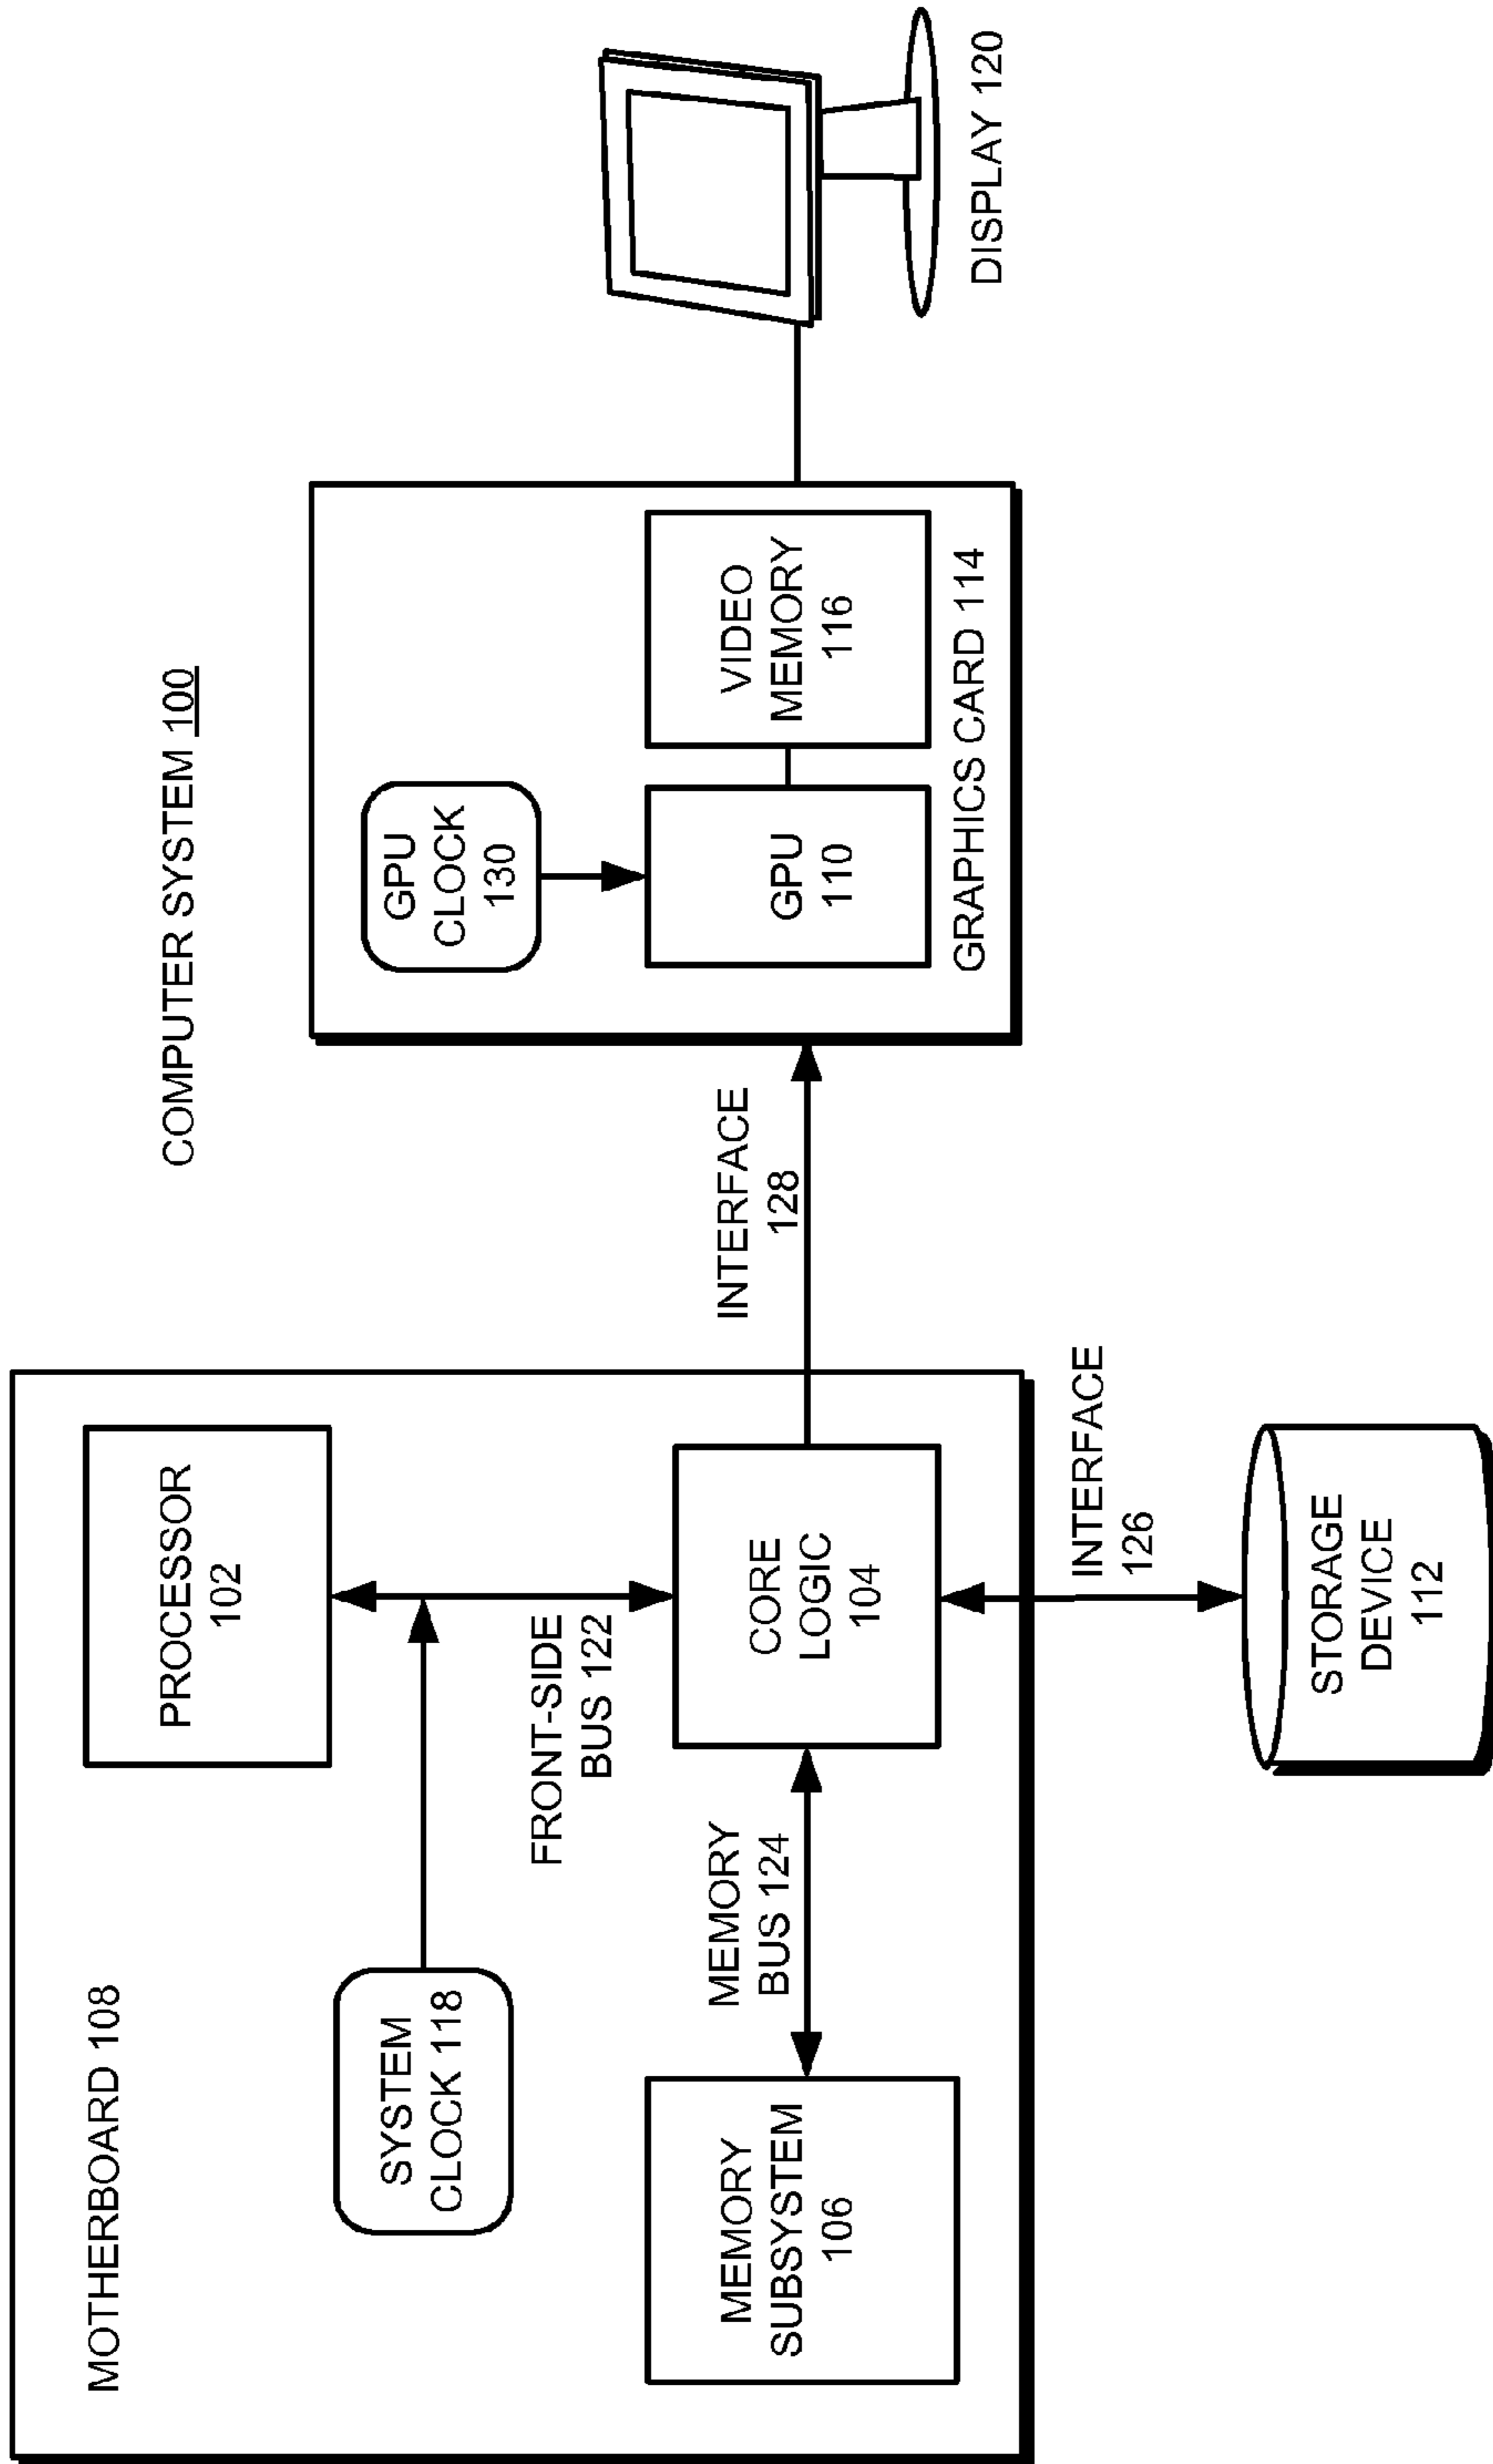 COMPUTER SYSTEM 100
MOTHERBOARD 108
PROCESSOR
102
SYSTEM
CLOCK 118
FRONT-SIDE
BUS 122
MEMORY
SUBSYSTEM
106
MEMORY
BUS 124
CORE
LOGIC
104
INTERFACE
128
GPU
CLOCK
130
GPU
110
VIDEO
MEMORY
116
GRAPHICS CARD 114
DISPLAY 120
INTERFACE
126
STORAGE
DEVICE
112